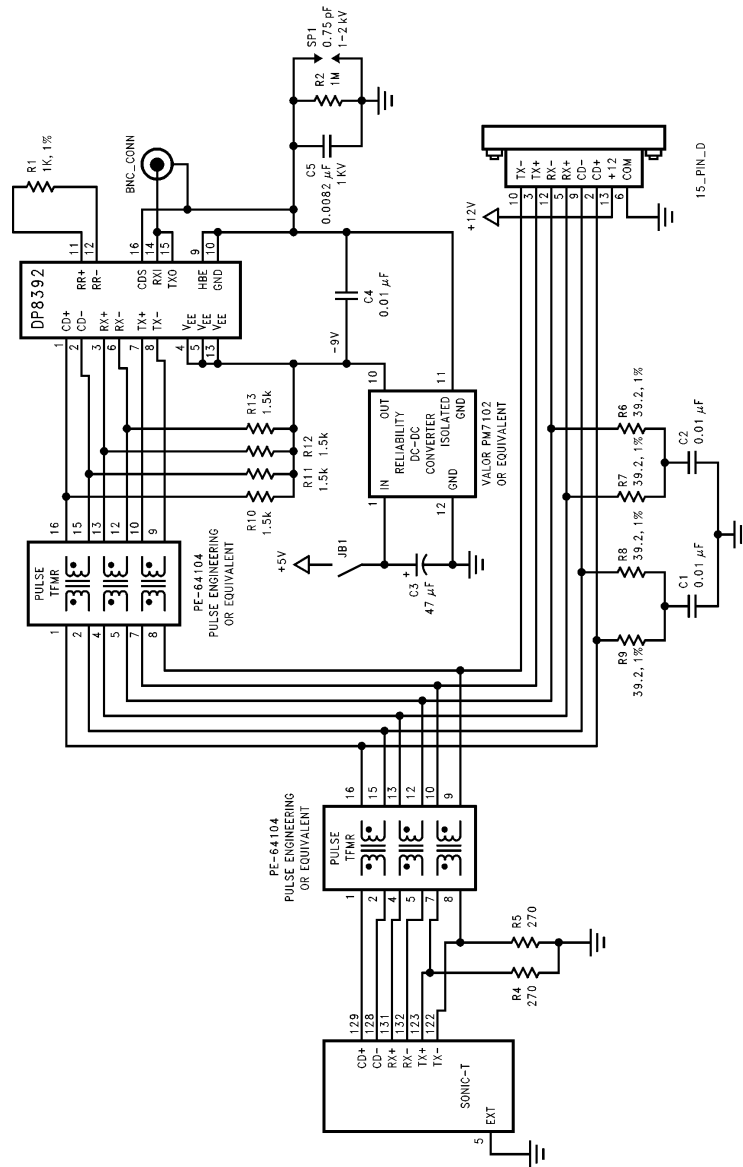 R1
1K, 1%
BNC_CONN
SP1
0.75 pF
1-2 kV
R2
1M
C5
0.0082 µF
1 KV
DP8392
11
12
16
14
15
9
10
RR+
RR-
CDS
RXI
TXO
HBE
GND
CD+
CD-
RX+
RX-
TX+
TX-
VEE
VEE
VEE
1
2
3
6
7
8
4
5
13
C4
0.01 µF
-9V
R13
1.5k
R12
1.5k
R11
1.5k
R10
1.5k
10
11
OUT
RELIABILITY
DC-DC
CONVERTER
ISOLATED
GND
IN
GND
1
12
VALOR PM7102
OR EQUIVALENT
+5V
JB1
+
C3
47 µF
16
15
13
12
10
9
PULSE
TFMR
1
2
4
5
7
8
PE-64104
PULSE ENGINEERING
OR EQUIVALENT
+12V
10
3
12
5
9
2
13
6
TX-
TX+
RX-
RX+
CD-
CD+
+12
COM
15_PIN_D
R6
39.2, 1%
R7
39.2, 1%
R8
39.2, 1%
R9
39.2, 1%
C2
0.01 µF
C1
0.01 µF
PE-64104
PULSE ENGINEERING
OR EQUIVALENT
PULSE
TFMR
16
15
13
12
10
9
1
2
4
5
7
8
R5
270
R4
270
129
128
131
132
123
122
CD+
CD-
RX+
RX-
TX+
TX-
SONIC-T
EXT
5